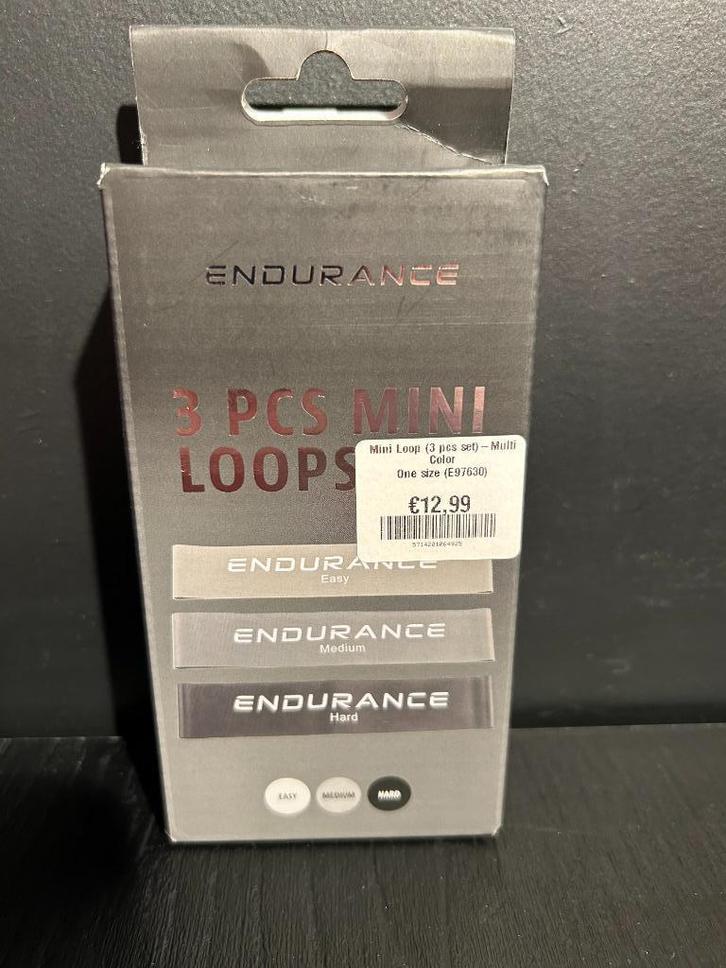 ENDURANCE
3 PCS MINI
LOOPS
Mini Loop (3 pcs set) – Multi
Color
One size (E97630)
€12,99
ENDURANCE
Easy
ENDURANCE
Medium
ENDURANCE
Hard
EASY MEDIUM HARD